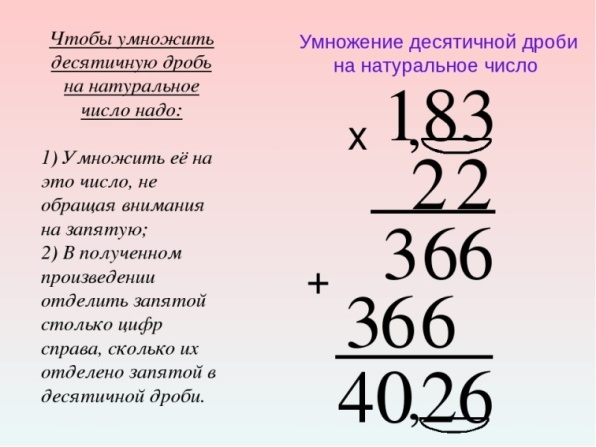 Чтобы умножить
десятичную дробь
на натуральное
число надо:
1) Умножить её на
это число, не
обращая внимания
на запятую;
2) В полученном
произведении
отделить запятой
столько цифр
справа, сколько их
отделено запятой в
десятичной дроби.
Умножение десятичной дроби
на натуральное число
х 1,83
22
366
+
366
40,26